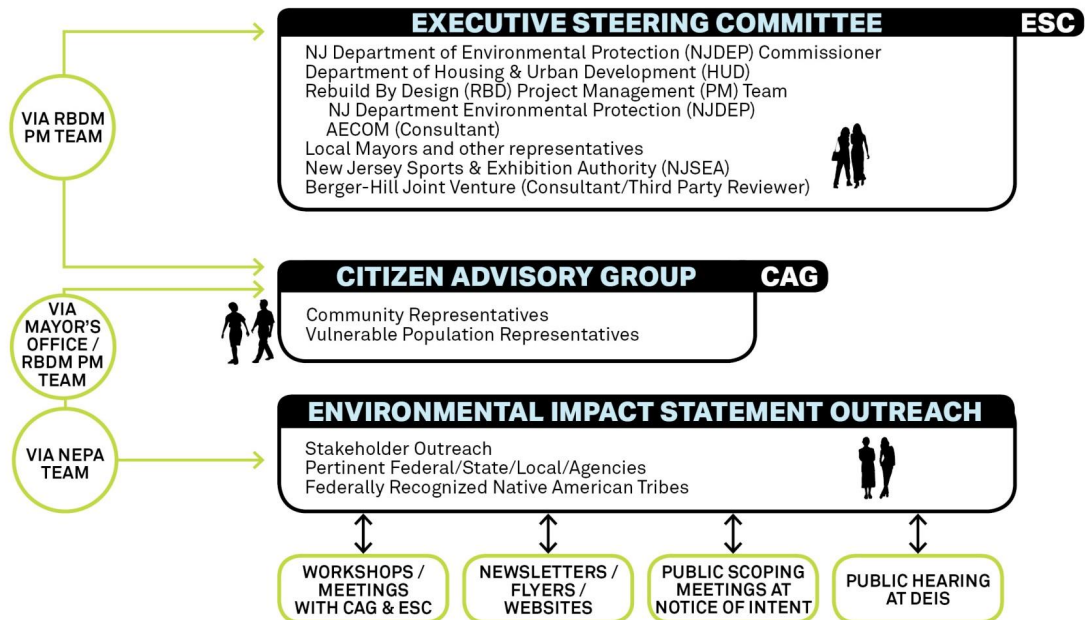 EXECUTIVE STEERING COMMITTEE
ESC
NJ Department of Environmental Protection (NJDEP) Commissioner
Department of Housing & Urban Development (HUD)
Rebuild By Design (RBD) Project Management (PM) Team
NJ Department Environmental Protection (NJDEP)
AECOM (Consultant)
Local Mayors and other representatives
New Jersey Sports & Exhibition Authority (NJSEA)
Berger-Hill Joint Venture (Consultant/Third Party Reviewer)
VIA RBDM
PM TEAM
CITIZEN ADVISORY GROUP
CAG
Community Representatives
Vulnerable Population Representatives
VIA
MAYOR'S
OFFICE /
RBDM PM
TEAM
ENVIRONMENTAL IMPACT STATEMENT OUTREACH
Stakeholder Outreach
Pertinent Federal/State/Local/Agencies
Federally Recognized Native American Tribes
VIA NEPA
TEAM
WORKSHOPS /
MEETINGS
WITH CAG & ESC
NEWSLETTERS /
FLYERS /
WEBSITES
PUBLIC SCOPING
MEETINGS AT
NOTICE OF INTENT
PUBLIC HEARING
AT DEIS